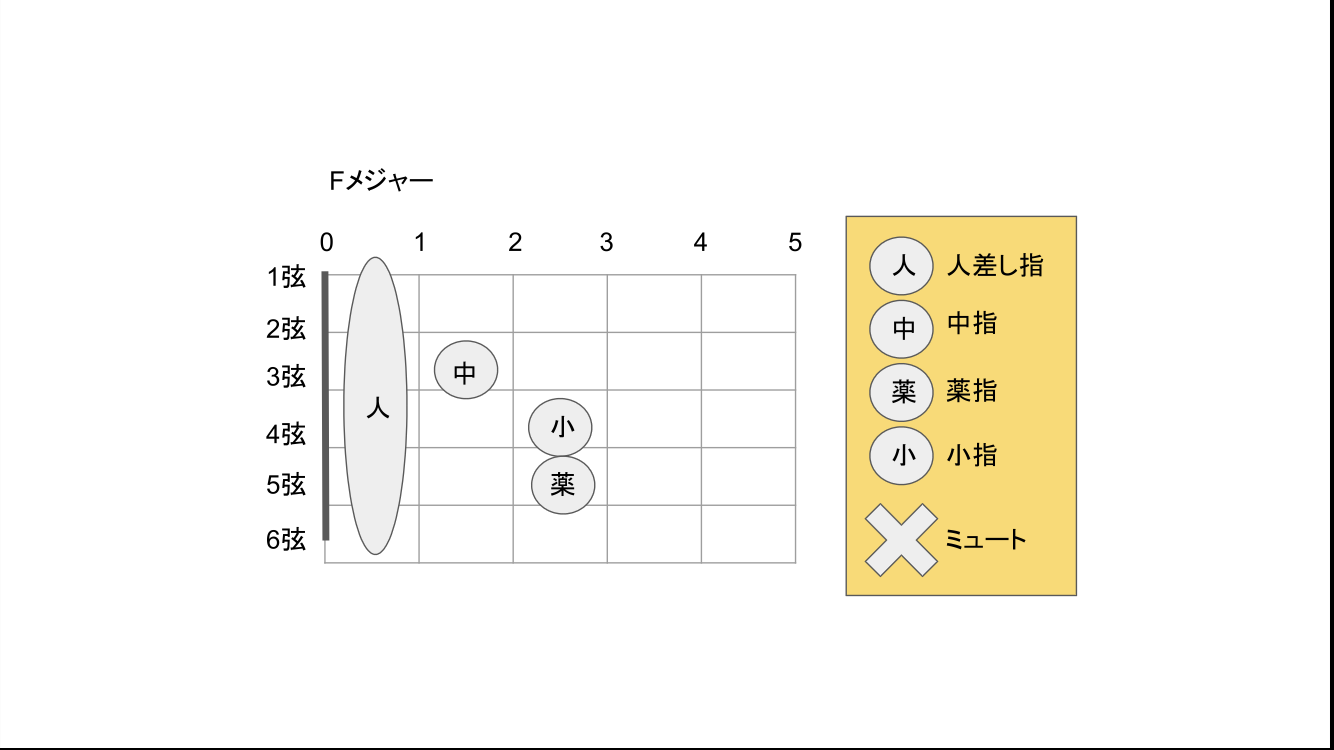 Fメジャー
0 1 2 3 4 5
1弦
2弦
3弦
4弦
5弦
6弦
人
中
小
薬
人 人差し指
中 中指
薬 薬指
小 小指
ミュート